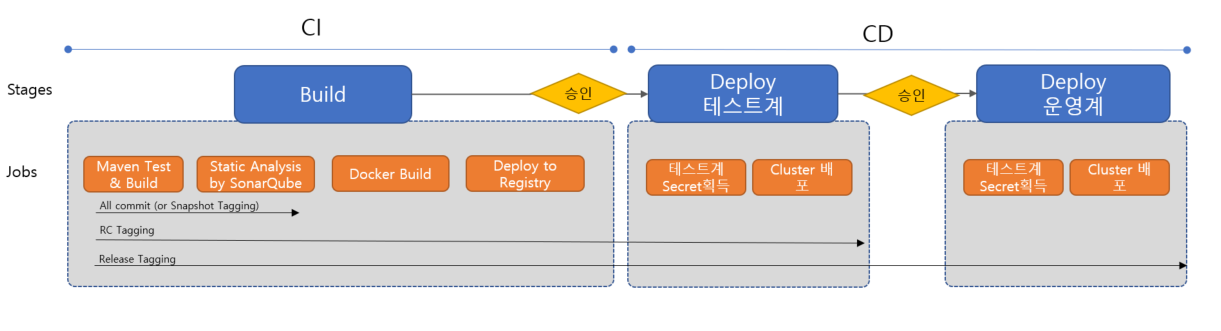 CI
CD
Stages
Build
승인
Deploy
테스트계
승인
Deploy
운영계
Jobs
Maven Test
& Build
Static Analysis
by SonarQube
Docker Build
Deploy to
Registry
테스트계
Secret획득
Cluster 배
포
테스트계
Secret획득
Cluster 배
포
All commit (or Snapshot Tagging)
RC Tagging
Release Tagging